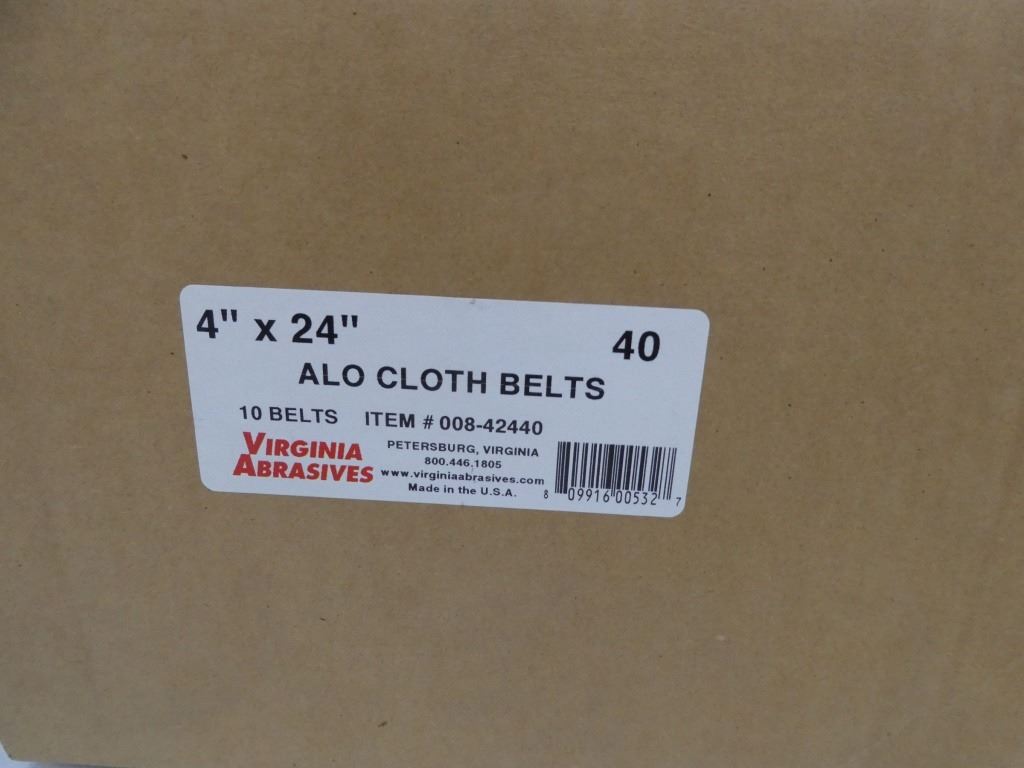 4" x 24" 40
ALO CLOTH BELTS
10 BELTS ITEM # 008-42440
VIRGINIA ABRASIVES
PETERSBURG, VIRGINIA
800.446.1805
www.virginiaabrasives.com
Made in the U.S.A.
8 09916 00532 7